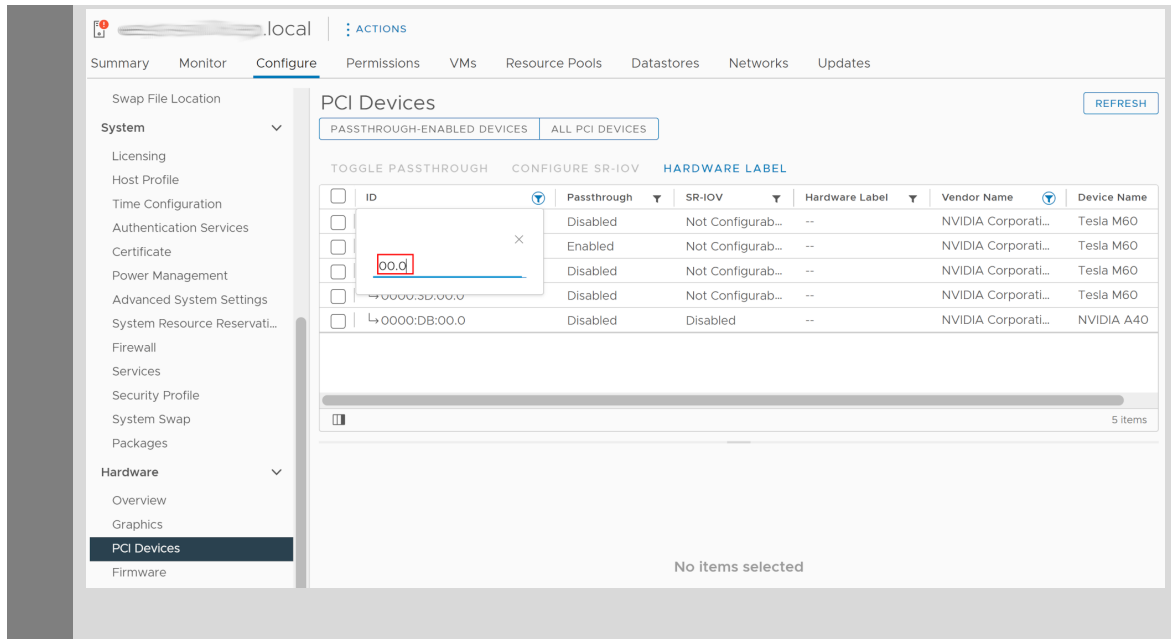 .local ACTIONS
Summary Monitor Configure Permissions VMs Resource Pools Datastores Networks Updates
Swap File Location
System
Licensing
Host Profile
Time Configuration
Authentication Services
Certificate
Power Management
Advanced System Settings
System Resource Reservati...
Firewall
Services
Security Profile
System Swap
Packages
Hardware
Overview
Graphics
PCI Devices
Firmware
PCI Devices REFRESH
PASSTHROUGH-ENABLED DEVICES ALL PCI DEVICES
TOGGLE PASSTHROUGH CONFIGURE SR-IOV HARDWARE LABEL
ID Passthrough SR-IOV Hardware Label Vendor Name Device Name
Disabled Not Configurab... -- NVIDIA Corporati... Tesla M60
Enabled Not Configurab... -- NVIDIA Corporati... Tesla M60
00.0 Disabled Not Configurab... -- NVIDIA Corporati... Tesla M60
Disabled Not Configurab... -- NVIDIA Corporati... Tesla M60
0000:DB:00.0 Disabled Disabled -- NVIDIA Corporati... NVIDIA A40
5 items
No items selected